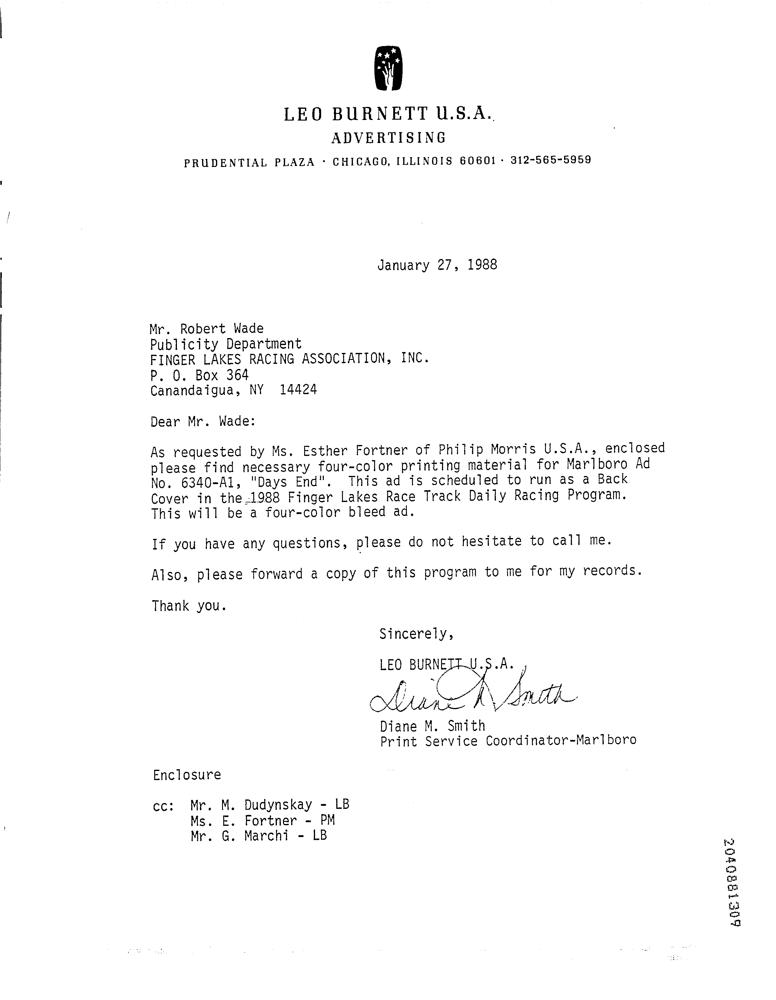 LEO BURNETT U.S.A.
ADVERTISING
PRUDENTIAL PLAZA · CHICAGO, ILLINOIS 60601 · 312-565-5959
January 27, 1988
Mr. Robert Wade
Publicity Department
FINGER LAKES RACING ASSOCIATION, INC.
P. O. Box 364
Canandaigua, NY 14424
Dear Mr. Wade:
As requested by Ms. Esther Fortner of Philip Morris U.S.A., enclosed
please find necessary four-color printing material for Marlboro Ad
No. 6340-A1, "Days End". This ad is scheduled to run as a Back
Cover in the 1988 Finger Lakes Race Track Daily Racing Program.
This will be a four-color bleed ad.
If you have any questions, please do not hesitate to call me.
Also, please forward a copy of this program to me for my records.
Thank you.
Sincerely,
LEO BURNETT U.S.A.
Diane M Smith
Diane M. Smith
Print Service Coordinator-Marlboro
Enclosure
cc: Mr. M. Dudynskay - LB
Ms. E. Fortner - PM
Mr. G. Marchi - LB
2040881309